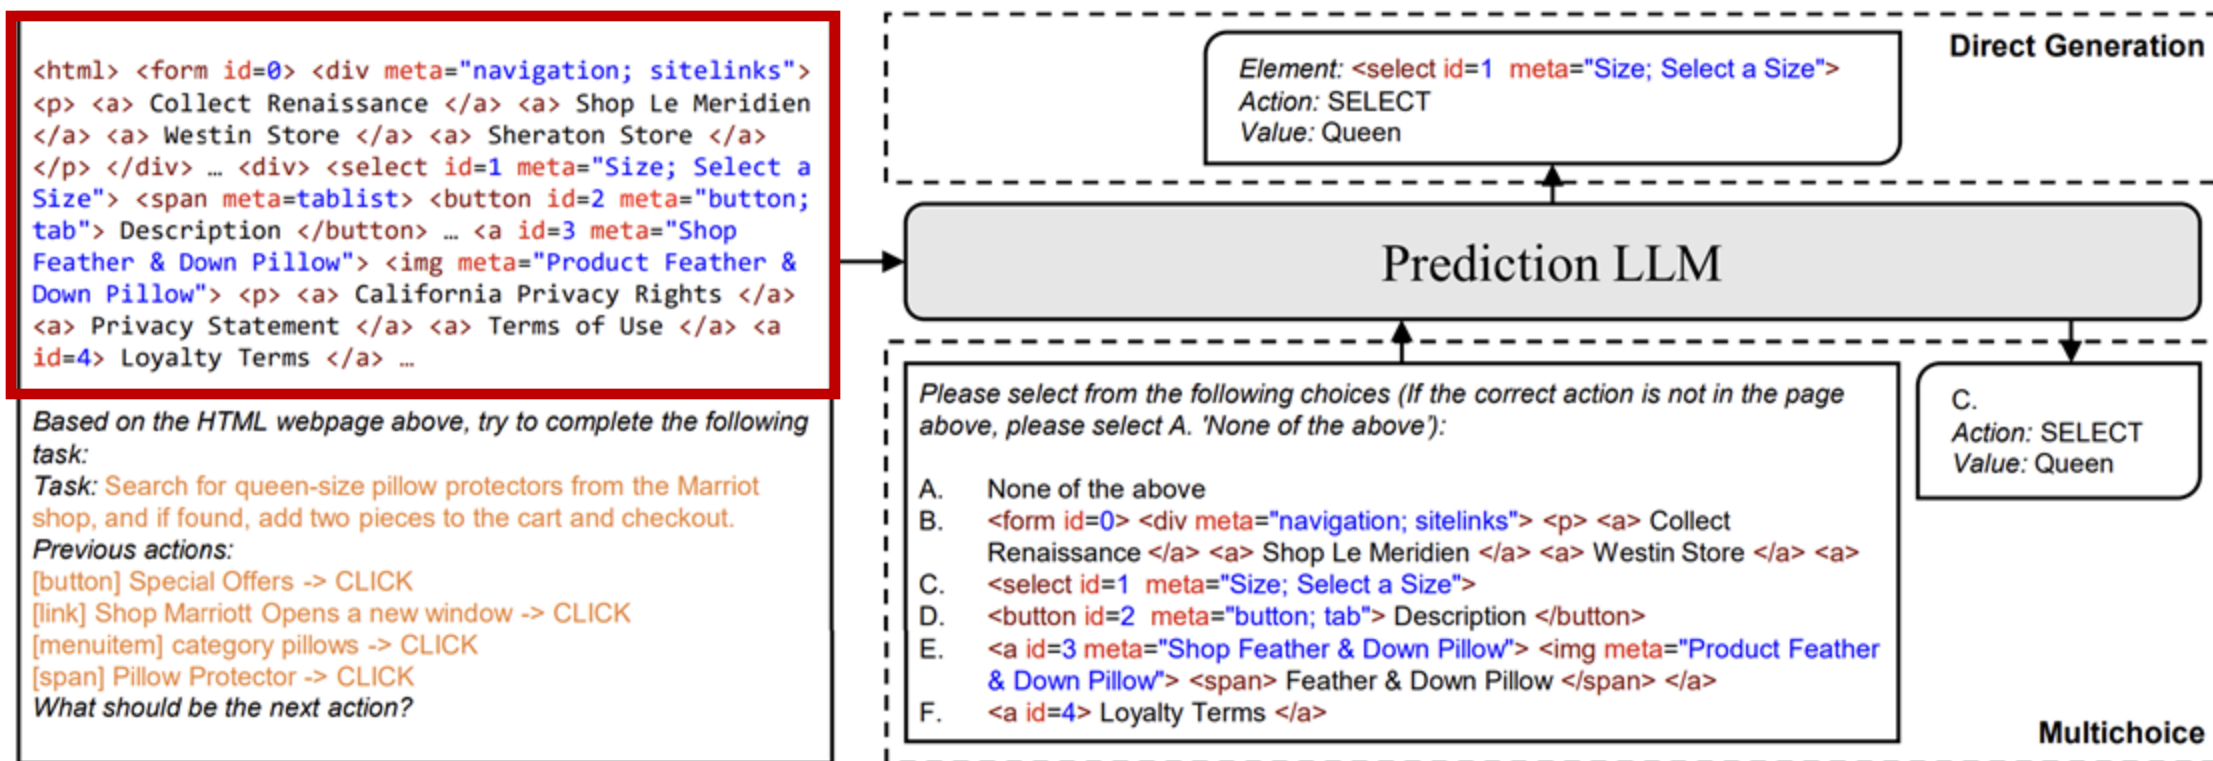 <html> <form id=0> <div meta="navigation; sitelinks">
<p> <a> Collect Renaissance </a> <a> Shop Le Meridien
</a> <a> Westin Store </a> <a> Sheraton Store </a>
</p> </div> … <div> <select id=1 meta="Size; Select a
Size"> <span meta=tablist> <button id=2 meta="button;
tab"> Description </button> … <a id=3 meta="Shop
Feather & Down Pillow"> <img meta="Product Feather &
Down Pillow"> <p> <a> California Privacy Rights </a>
<a> Privacy Statement </a> <a> Terms of Use </a> <a
id=4> Loyalty Terms </a> …
Based on the HTML webpage above, try to complete the following
task:
Task: Search for queen-size pillow protectors from the Marriot
shop, and if found, add two pieces to the cart and checkout.
Previous actions:
[button] Special Offers -> CLICK
[link] Shop Marriott Opens a new window -> CLICK
[menuitem] category pillows -> CLICK
[span] Pillow Protector -> CLICK
What should be the next action?
Direct Generation
Element: <select id=1 meta="Size; Select a Size">
Action: SELECT
Value: Queen
Prediction LLM
Please select from the following choices (If the correct action is not in the page
above, please select A. 'None of the above'):
A. None of the above
B. <form id=0> <div meta="navigation; sitelinks"> <p> <a> Collect
Renaissance </a> <a> Shop Le Meridien </a> <a> Westin Store </a> <a>
C. <select id=1 meta="Size; Select a Size">
D. <button id=2 meta="button; tab"> Description </button>
E. <a id=3 meta="Shop Feather & Down Pillow"> <img meta="Product Feather
& Down Pillow"> <span> Feather & Down Pillow </span> </a>
F. <a id=4> Loyalty Terms </a>
C.
Action: SELECT
Value: Queen
Multichoice